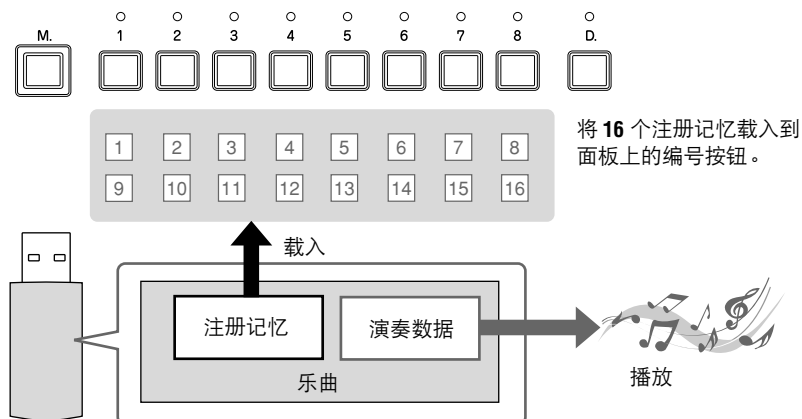 M. 1 2 3 4 5 6 7 8 D.
1 2 3 4 5 6 7 8
9 10 11 12 13 14 15 16
将 16 个注册记忆载入到
面板上的编号按钮。
载入
注册记忆
演奏数据
乐曲
播放